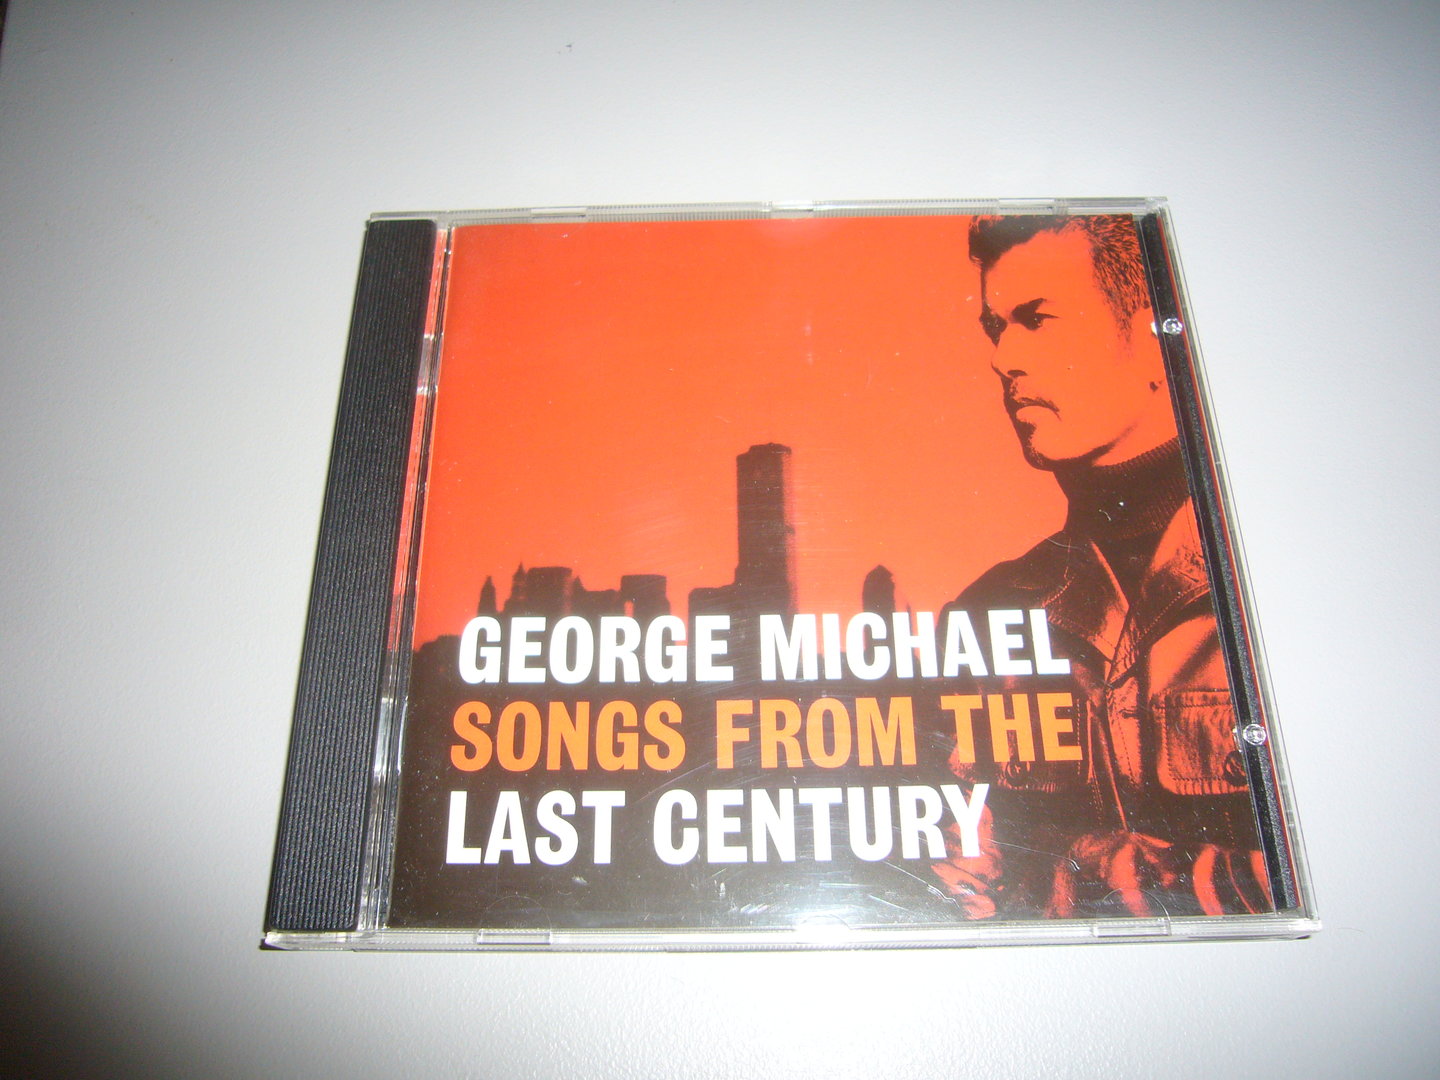 GEORGE MICHAEL
SONGS FROM THE
LAST CENTURY